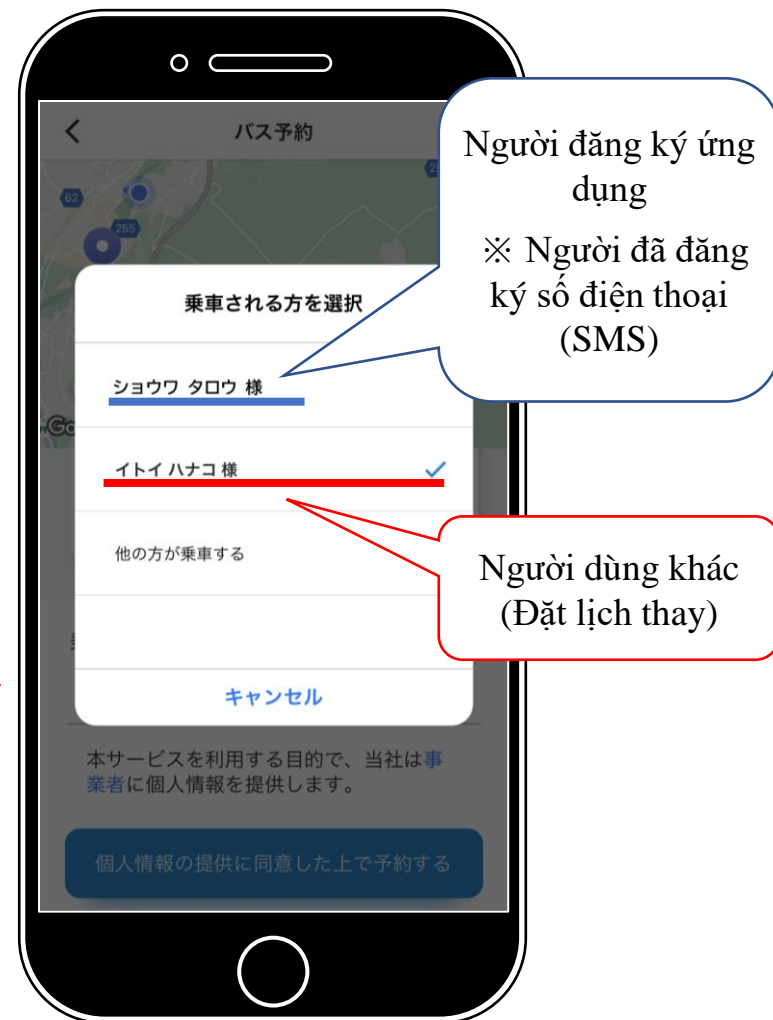 バス予約
62
255
乗車される方を選択
ショウワ タロウ 様
イトイ ハナコ 様
他の方が乗車する
キャンセル
本サービスを利用する目的で、当社は事
業者に個人情報を提供します。
個人情報の提供に同意した上で予約する
Người đăng ký ứng
dụng
※ Người đã đăng
ký số điện thoại
(SMS)
Người dùng khác
(Đặt lịch thay)